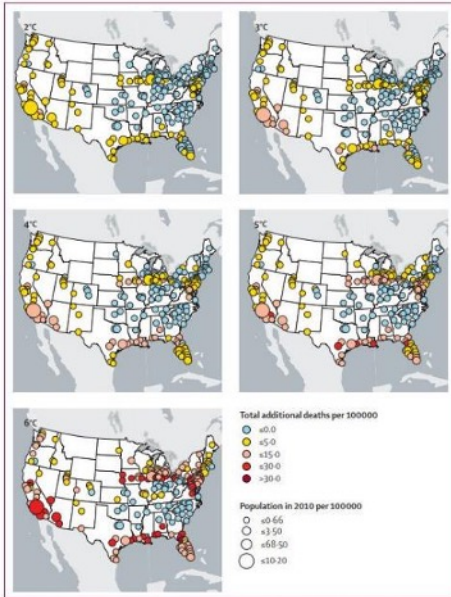 2°C
3°C
4°C
5°C
6°C
Total additional deaths per 100000
≤0·0
≤5·0
≤15·0
≤30·0
>30·0
Population in 2010 per 100000
≤0·66
≤3·50
≤68·50
≤10·20